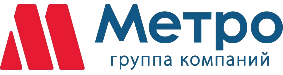 Метро
группа компаний